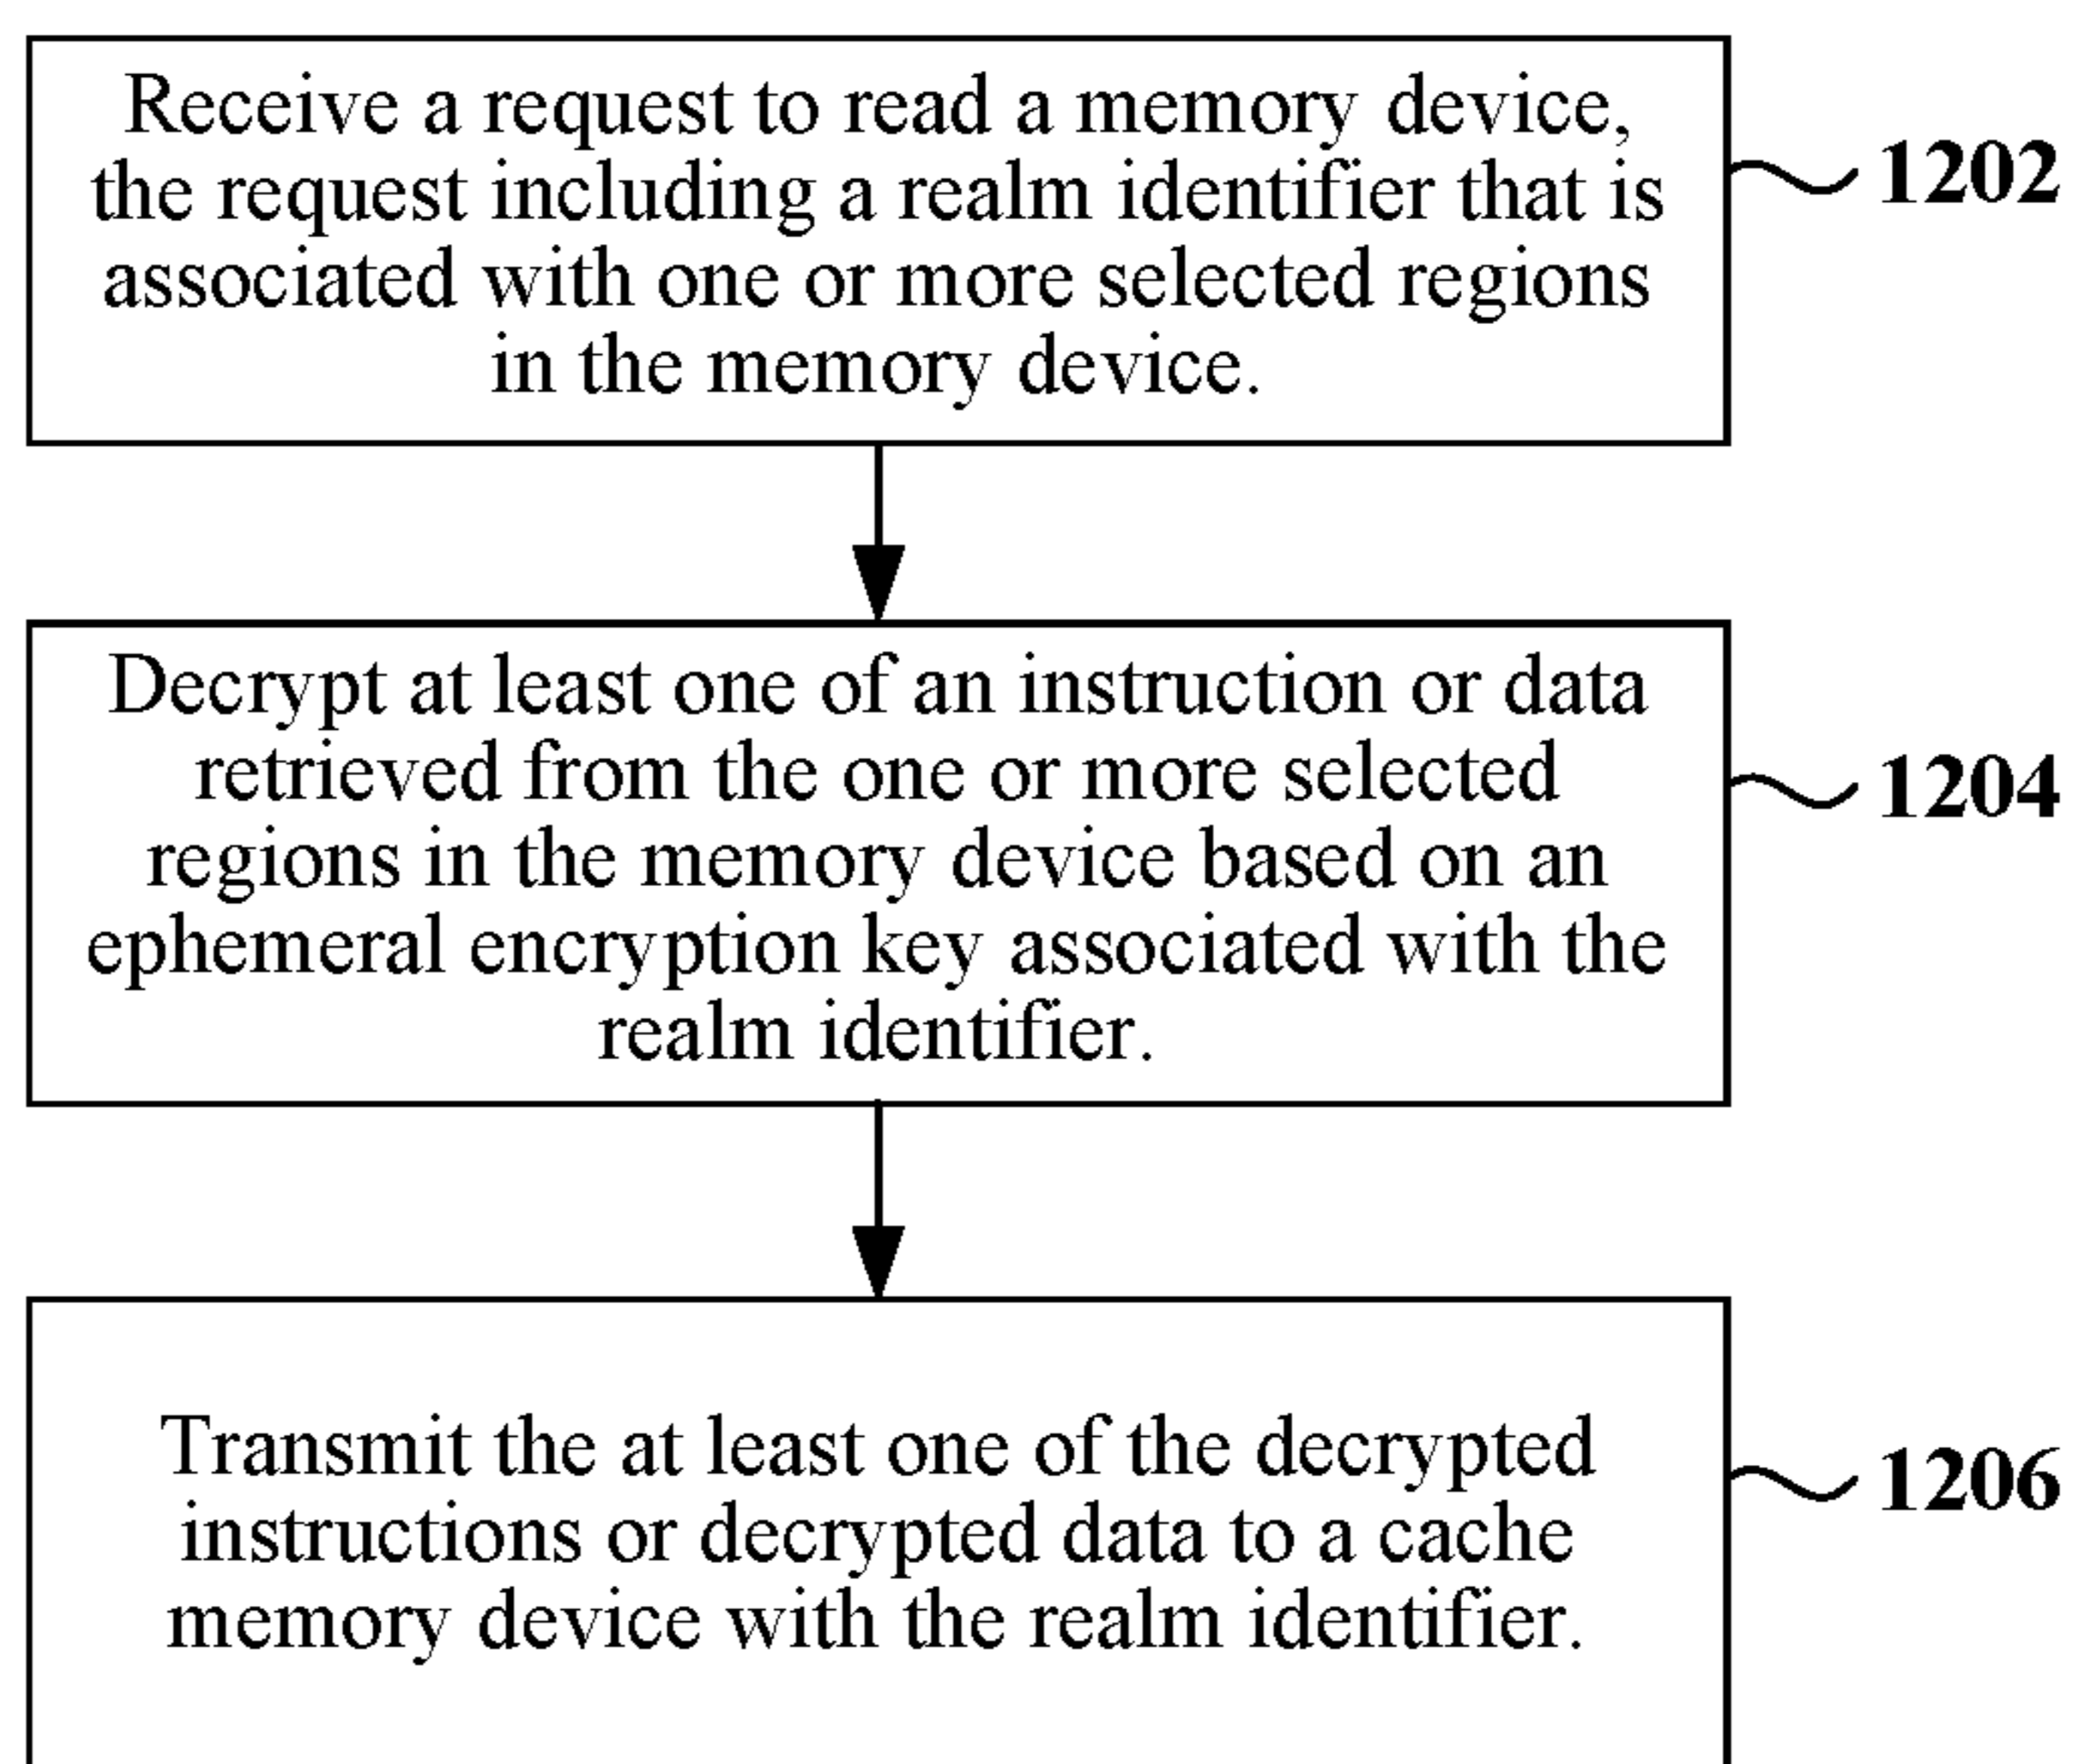 Receive a request to read a memory device,
the request including a realm identifier that is
associated with one or more selected regions
in the memory device.
1202
Decrypt at least one of an instruction or data
retrieved from the one or more selected
regions in the memory device based on an
ephemeral encryption key associated with the
realm identifier.
1204
Transmit the at least one of the decrypted
instructions or decrypted data to a cache
memory device with the realm identifier.
1206